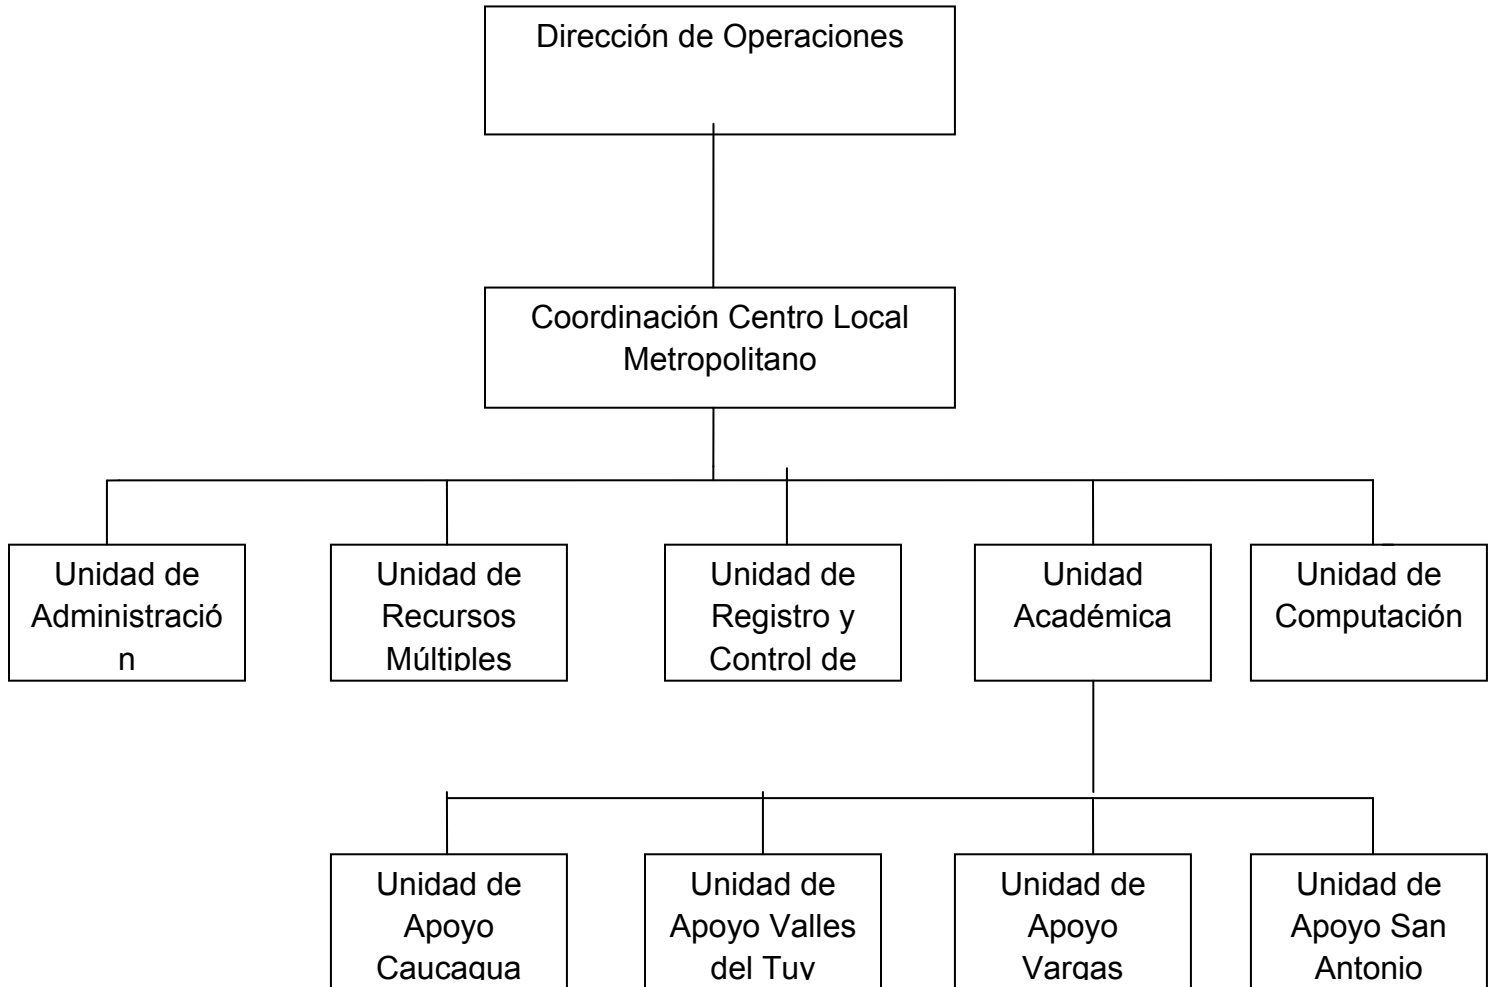 Dirección de Operaciones
Coordinación Centro Local
Metropolitano
Unidad de
Administració
n
Unidad de
Recursos
Múltiples
Unidad de
Registro y
Control de
Unidad
Académica
Unidad de
Computación
Unidad de
Apoyo
Caucagua
Unidad de
Apoyo Valles
del Tuy
Unidad de
Apoyo
Vargas
Unidad de
Apoyo San
Antonio